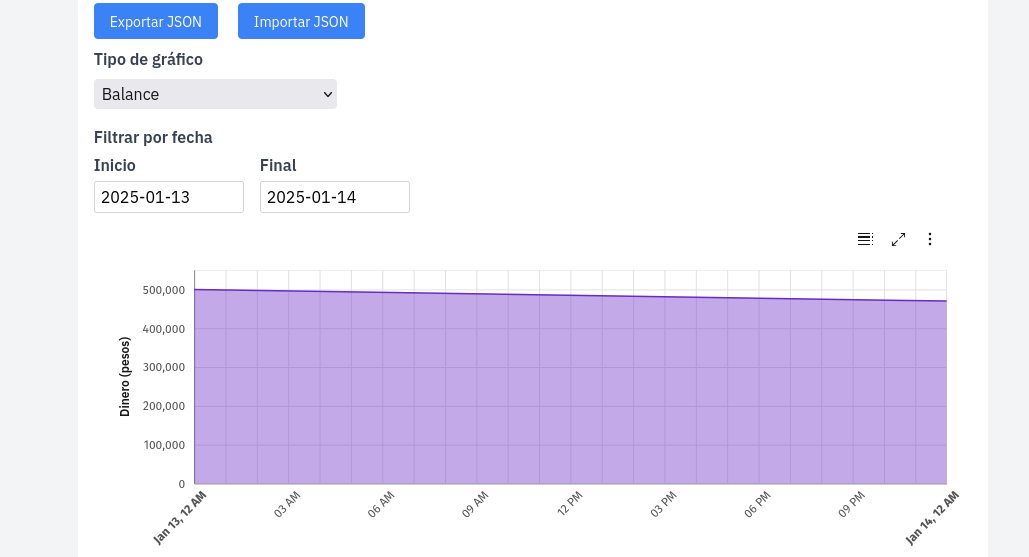 Exportar JSON Importar JSON
Tipo de gráfico
Balance
Filtrar por fecha
Inicio Final
2025-01-13 2025-01-14
500,000
400,000
300,000
200,000
100,000
0
Dinero (pesos)
Jan 13, 12 AM 03 AM 06 AM 09 AM 12 PM 03 PM 06 PM 09 PM Jan 14, 12 AM